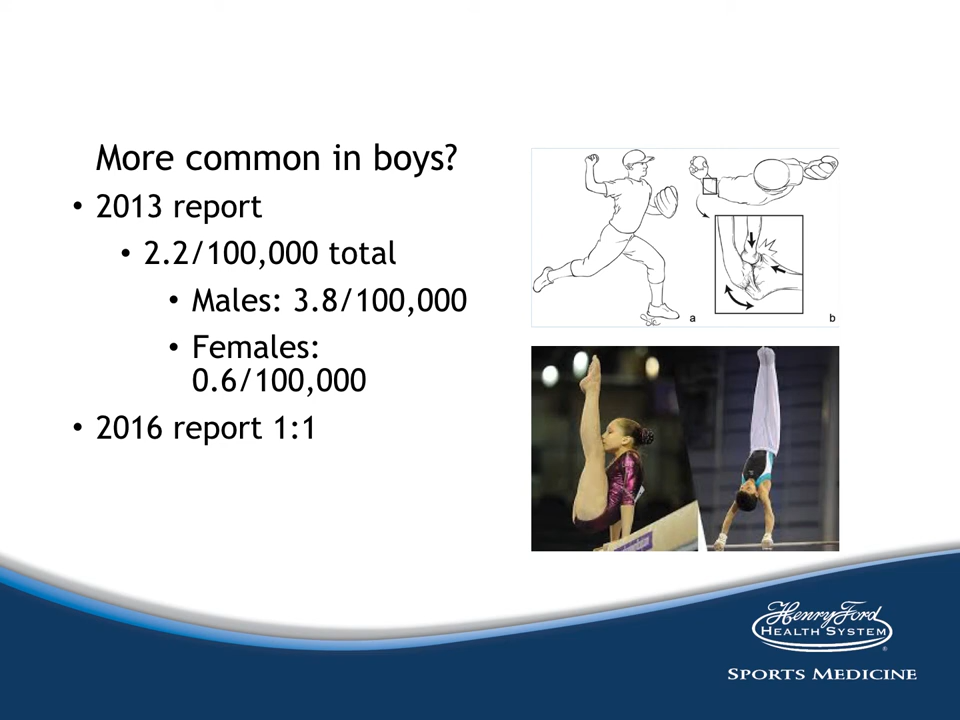 More common in boys?
• 2013 report
• 2.2/100,000 total
• Males: 3.8/100,000
• Females:
0.6/100,000
• 2016 report 1:1
a
b
Henry Ford
HEALTH SYSTEM
®
SPORTS MEDICINE